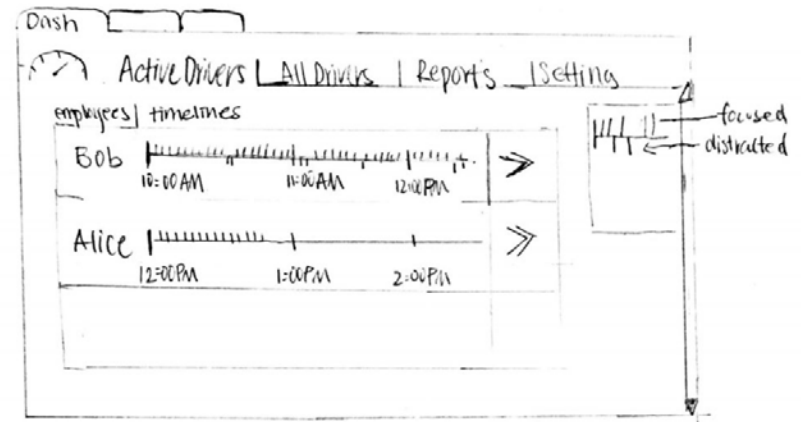 Dash
Active Drivers | All Drivers | Reports | Setting
employees| timelines
focused
distracted
Bob
10:00AM 11:00AM 12:00PM
Alice
12:00PM 1:00PM 2:00PM